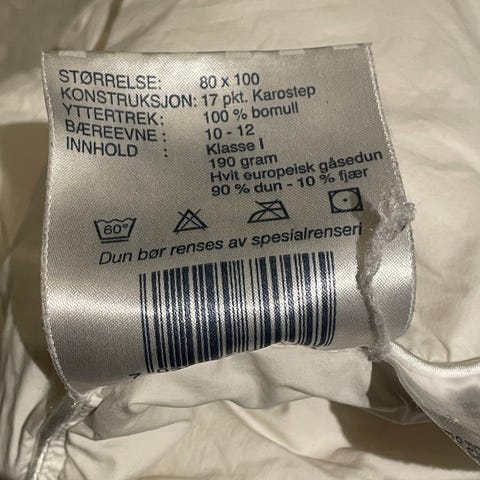 STØRRELSE: 80 x 100
KONSTRUKSJON: 17 pkt. Karostep
YTTERTREK: 100 % bomull
BÆREEVNE: 10 - 12
INNHOLD: Klasse I
190 gram
Hvit europeisk gåsedun
90 % dun - 10 % fjær
60°
Dun bør renses av spesialrenseri